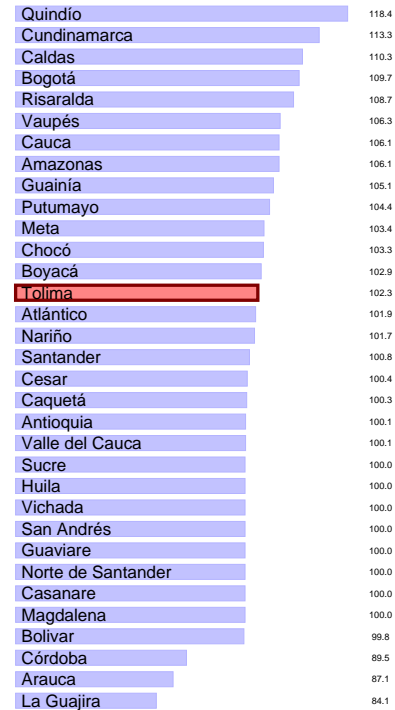 Quindío 118.4
Cundinamarca 113.3
Caldas 110.3
Bogotá 109.7
Risaralda 108.7
Vaupés 106.3
Cauca 106.1
Amazonas 106.1
Guainía 105.1
Putumayo 104.4
Meta 103.4
Chocó 103.3
Boyacá 102.9
Tolima 102.3
Atlántico 101.9
Nariño 101.7
Santander 100.8
Cesar 100.4
Caquetá 100.3
Antioquia 100.1
Valle del Cauca 100.1
Sucre 100.0
Huila 100.0
Vichada 100.0
San Andrés 100.0
Guaviare 100.0
Norte de Santander 100.0
Casanare 100.0
Magdalena 100.0
Bolivar 99.8
Córdoba 89.5
Arauca 87.1
La Guajira 84.1